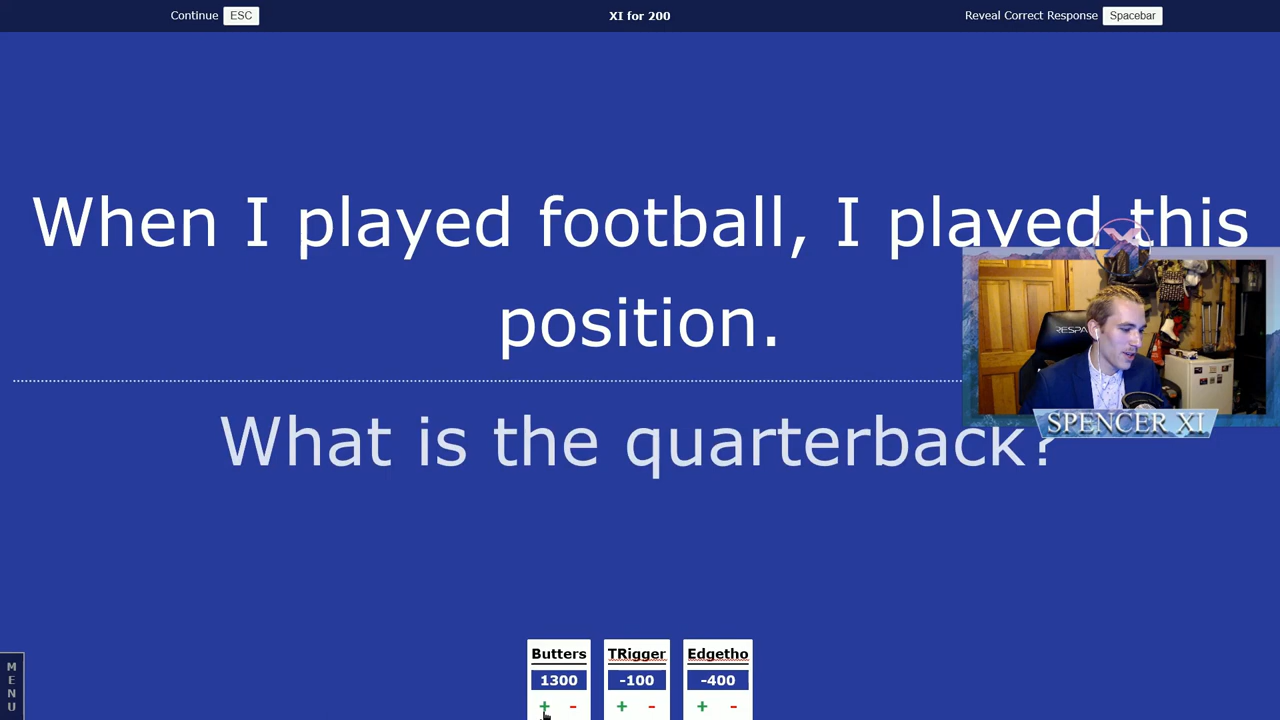 Continue ESC
XI for 200
Reveal Correct Response Spacebar
When I played football, I played this
position.
What is the quarterback?
RESPA
SPENCER XI
MENU
Butters TRigger Edgetho
1300 -100 -400
+ - + - + -